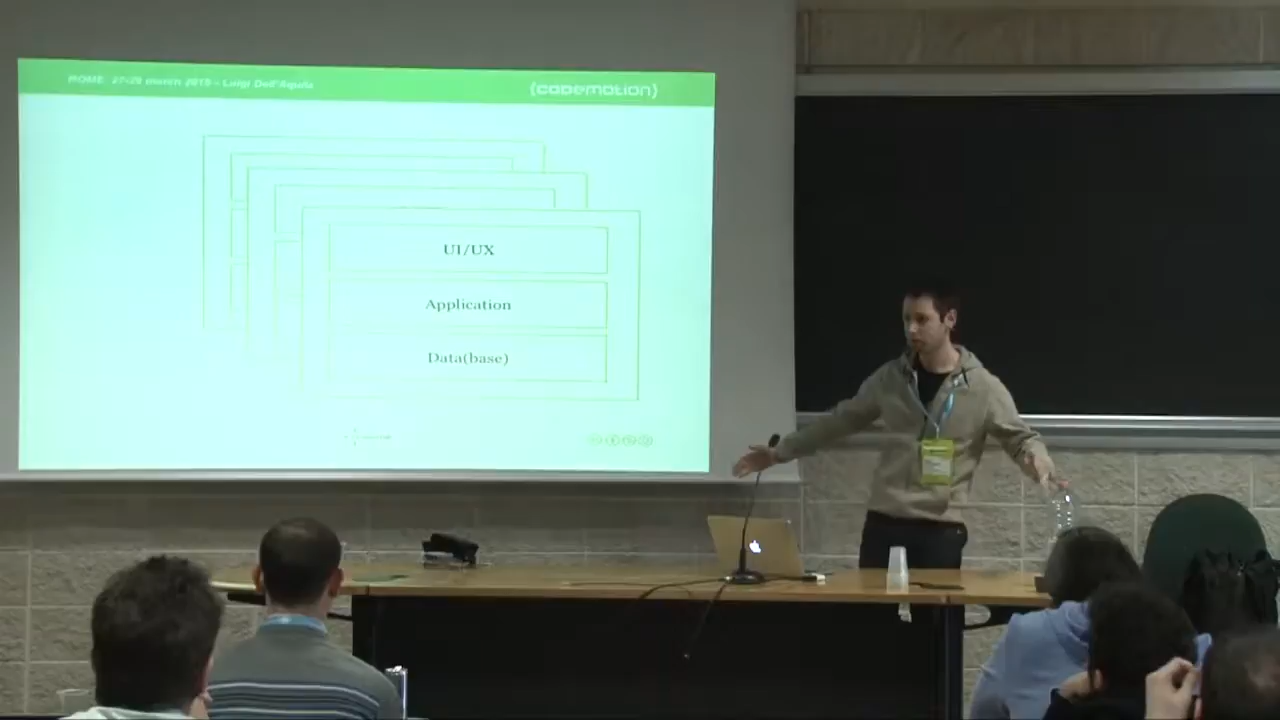 ROME 27-28 march 2015 - Luigi Dell'Aquila
{codemotion}
UI/UX
Application
Data(base)